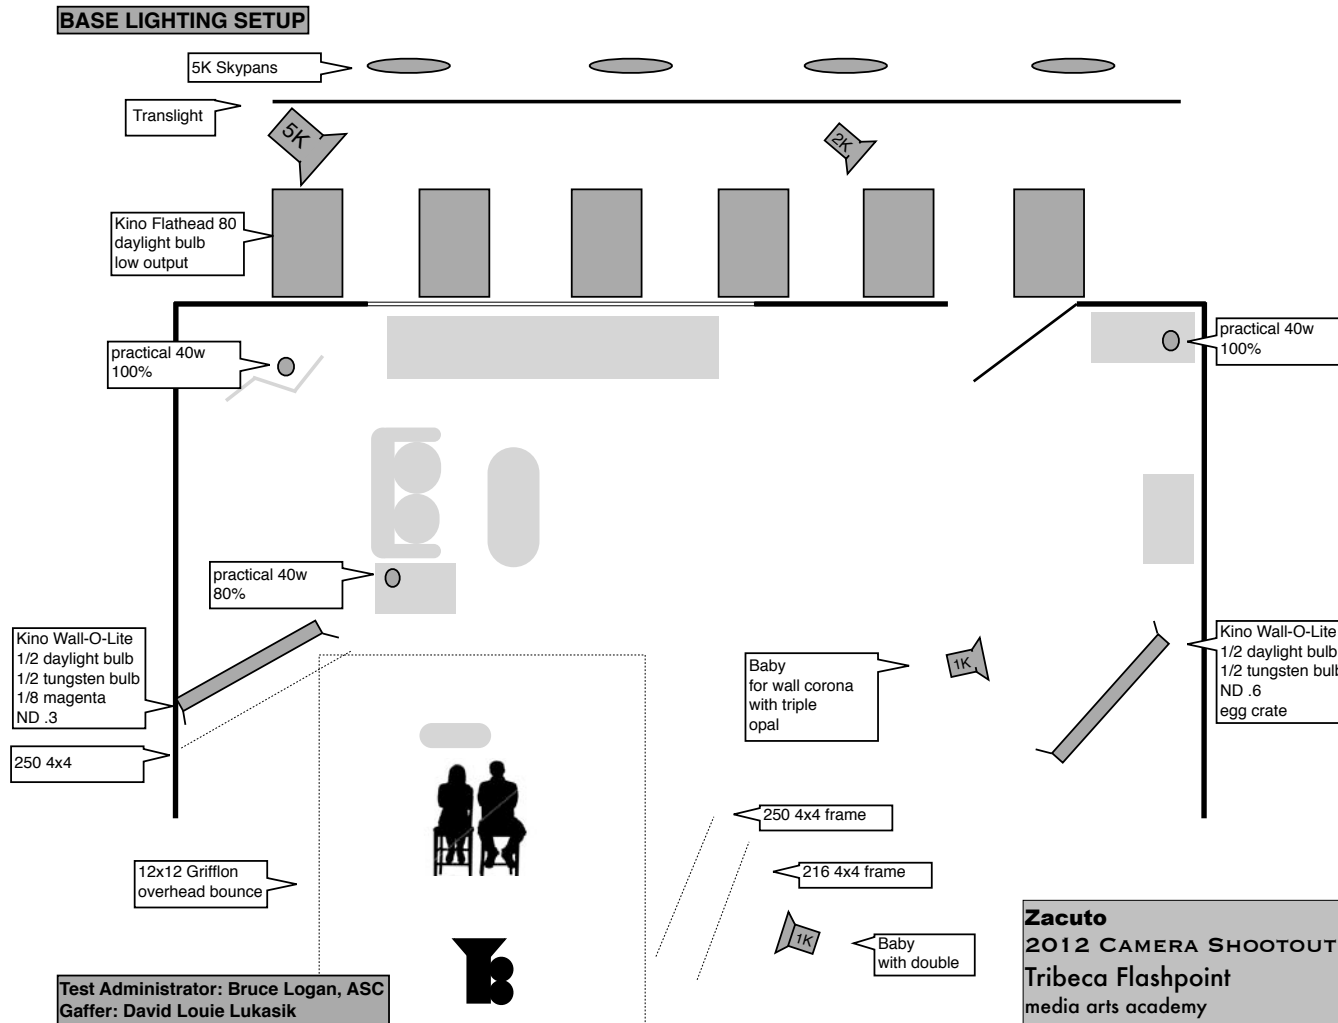 BASE LIGHTING SETUP
5K Skypans
Translight
5K
2K
Kino Flathead 80
daylight bulb
low output
practical 40w
100%
practical 40w
100%
practical 40w
80%
Kino Wall-O-Lite
1/2 daylight bulb
1/2 tungsten bulb
1/8 magenta
ND .3
250 4x4
Baby
for wall corona
with triple
opal
1K
Kino Wall-O-Lite
1/2 daylight bulb
1/2 tungsten bulb
ND .6
egg crate
250 4x4 frame
216 4x4 frame
12x12 Grifflon
overhead bounce
1K
Baby
with double
Zacuto
2012 CAMERA SHOOTOUT
Tribeca Flashpoint
media arts academy
Test Administrator: Bruce Logan, ASC
Gaffer: David Louie Lukasik